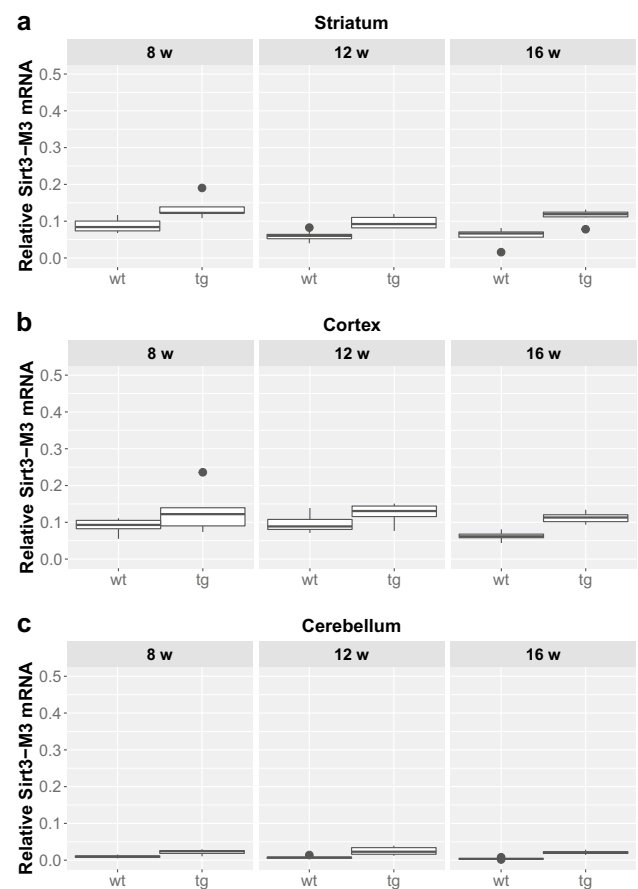 a
Striatum
8 w 12 w 16 w
Relative Sirt3−M3 mRNA
0.5
0.4
0.3
0.2
0.1
0.0
wt tg wt tg wt tg
b
Cortex
8 w 12 w 16 w
Relative Sirt3−M3 mRNA
0.5
0.4
0.3
0.2
0.1
0.0
wt tg wt tg wt tg
c
Cerebellum
8 w 12 w 16 w
Relative Sirt3−M3 mRNA
0.5
0.4
0.3
0.2
0.1
0.0
wt tg wt tg wt tg